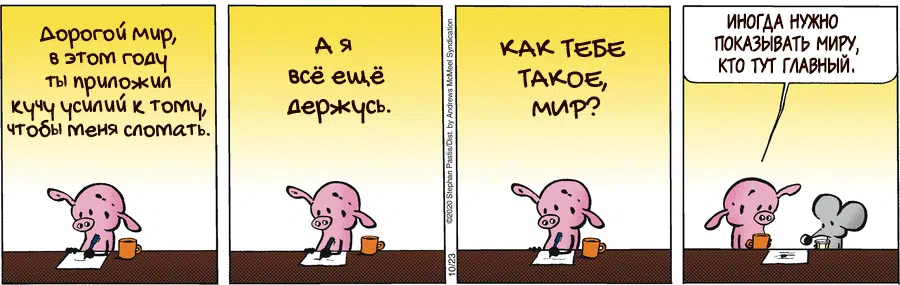 Дорогой мир,
в этом году
ты приложил
кучу усилий к тому,
чтобы меня сломать.
А я
всё ещё
держусь.
©2020 Stephan Pastis/Dist. by Andrews McMeel Syndication
10/23
КАК ТЕБЕ
ТАКОЕ,
МИР?
ИНОГДА НУЖНО
ПОКАЗЫВАТЬ МИРУ,
КТО ТУТ ГЛАВНЫЙ.